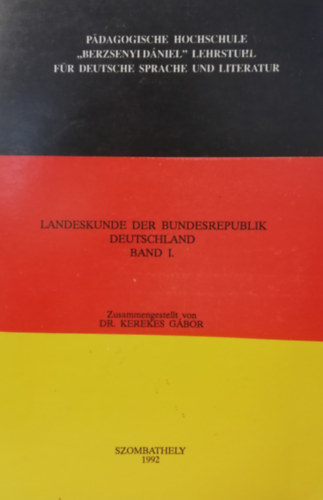 PÄDAGOGISCHE HOCHSCHULE
„BERZSENYI DÁNIEL” LEHRSTUHL
FÜR DEUTSCHE SPRACHE UND LITERATUR
LANDESKUNDE DER BUNDESREPUBLIK
DEUTSCHLAND
BAND I.
Zusammengestellt von
DR. KEREKES GÁBOR
SZOMBATHELY
1992